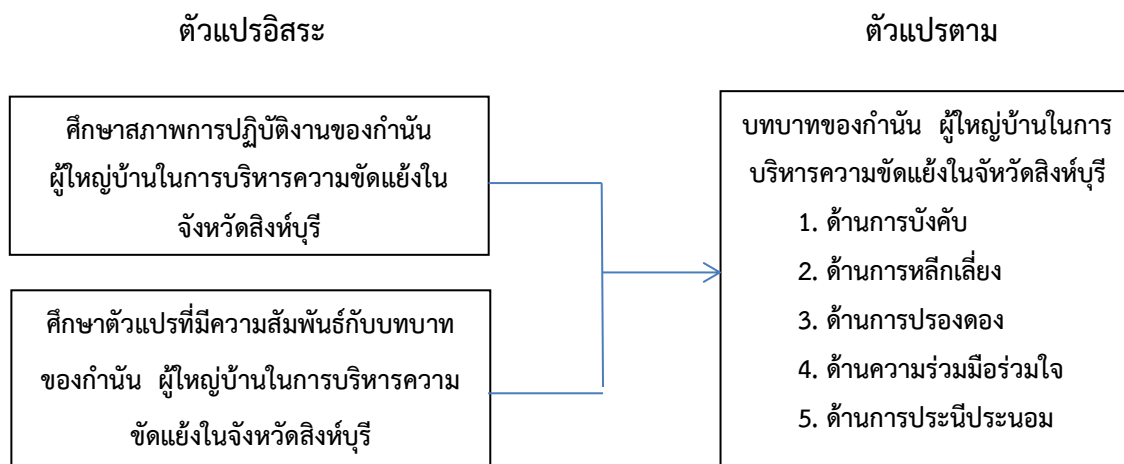 ตัวแปรอิสระ
ศึกษาสภาพการปฏิบัติงานของกำนัน
ผู้ใหญ่บ้านในการบริหารความขัดแย้งใน
จังหวัดสิงห์บุรี
ศึกษาตัวแปรที่มีความสัมพันธ์กับบทบาท
ของกำนัน ผู้ใหญ่บ้านในการบริหารความ
ขัดแย้งในจังหวัดสิงห์บุรี
ตัวแปรตาม
บทบาทของกำนัน ผู้ใหญ่บ้านในการ
บริหารความขัดแย้งในจัหวัดสิงห์บุรี
1. ด้านการบังคับ
2. ด้านการหลีกเลี่ยง
3. ด้านการปรองดอง
4. ด้านความร่วมมือร่วมใจ
5. ด้านการประนีประนอม